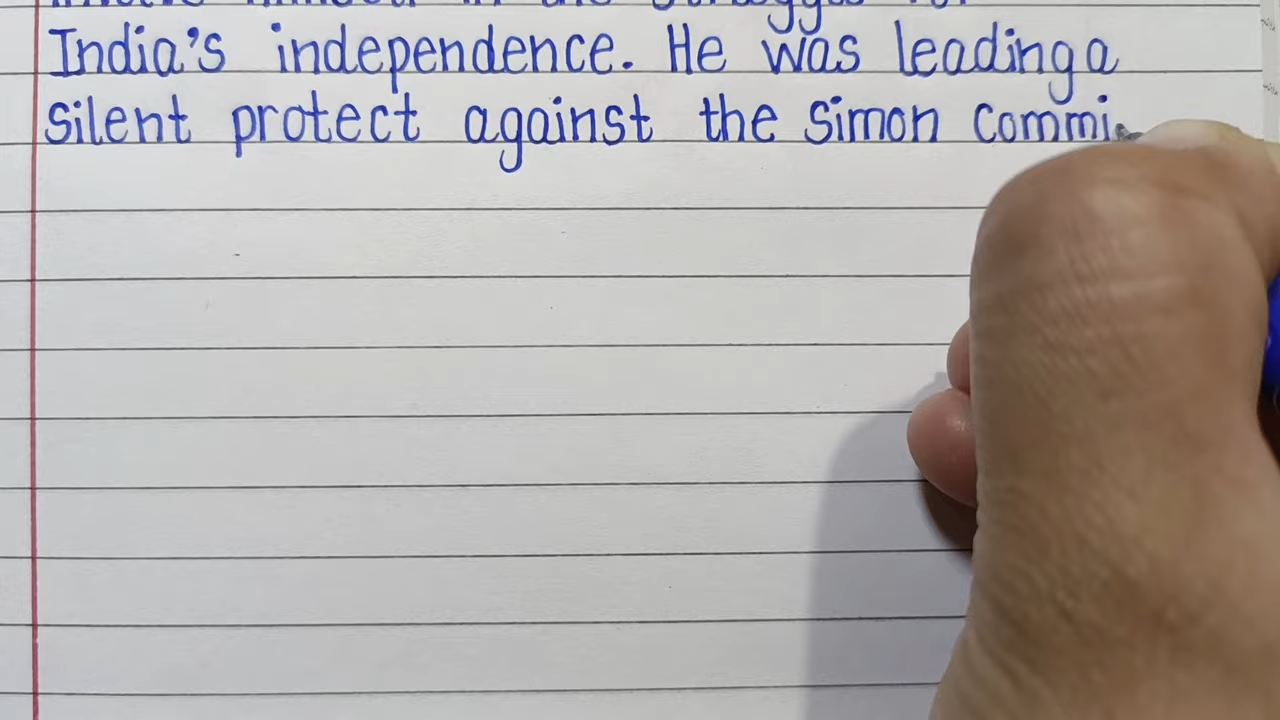 India's independence. He was leading a
silent protect against the Simon commi